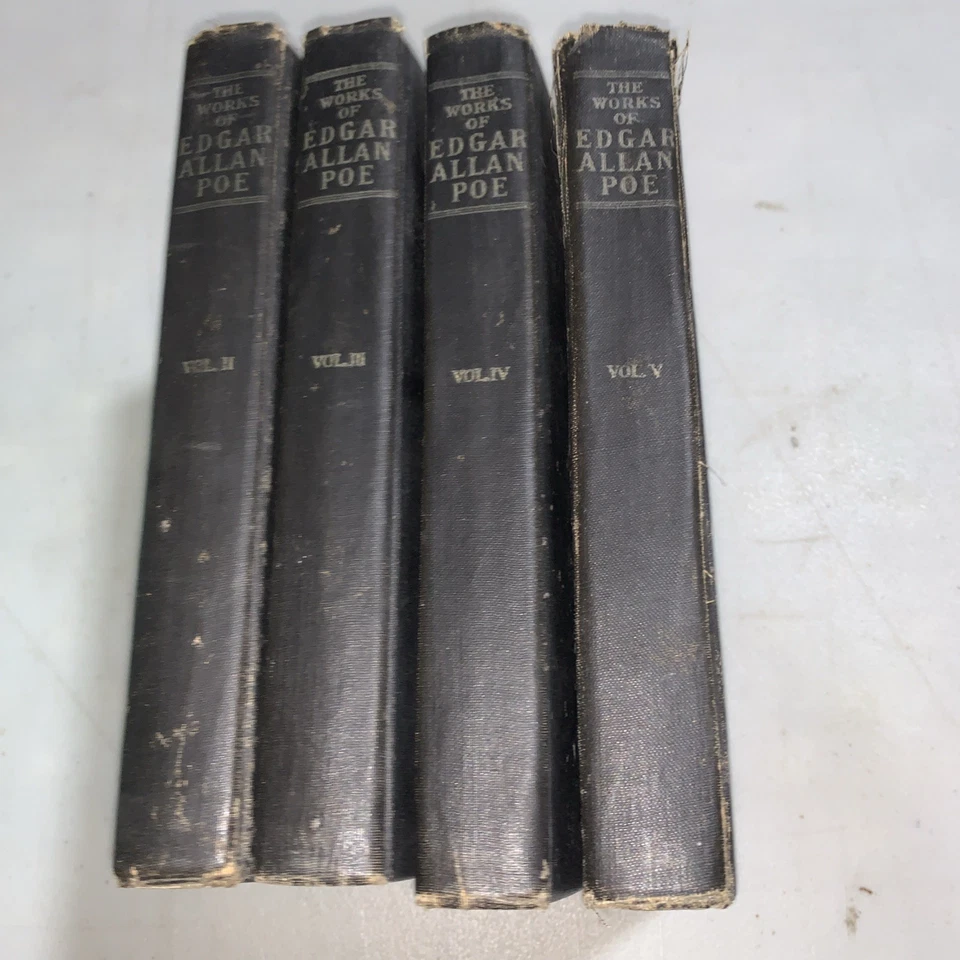 THE
WORKS
OF
EDGAR
ALLAN
POE
VOL. II
THE
WORKS
OF
EDGAR
ALLAN
POE
VOL. III
THE
WORKS
OF
EDGAR
ALLAN
POE
VOL. IV
THE
WORKS
OF
EDGAR
ALLAN
POE
VOL. V